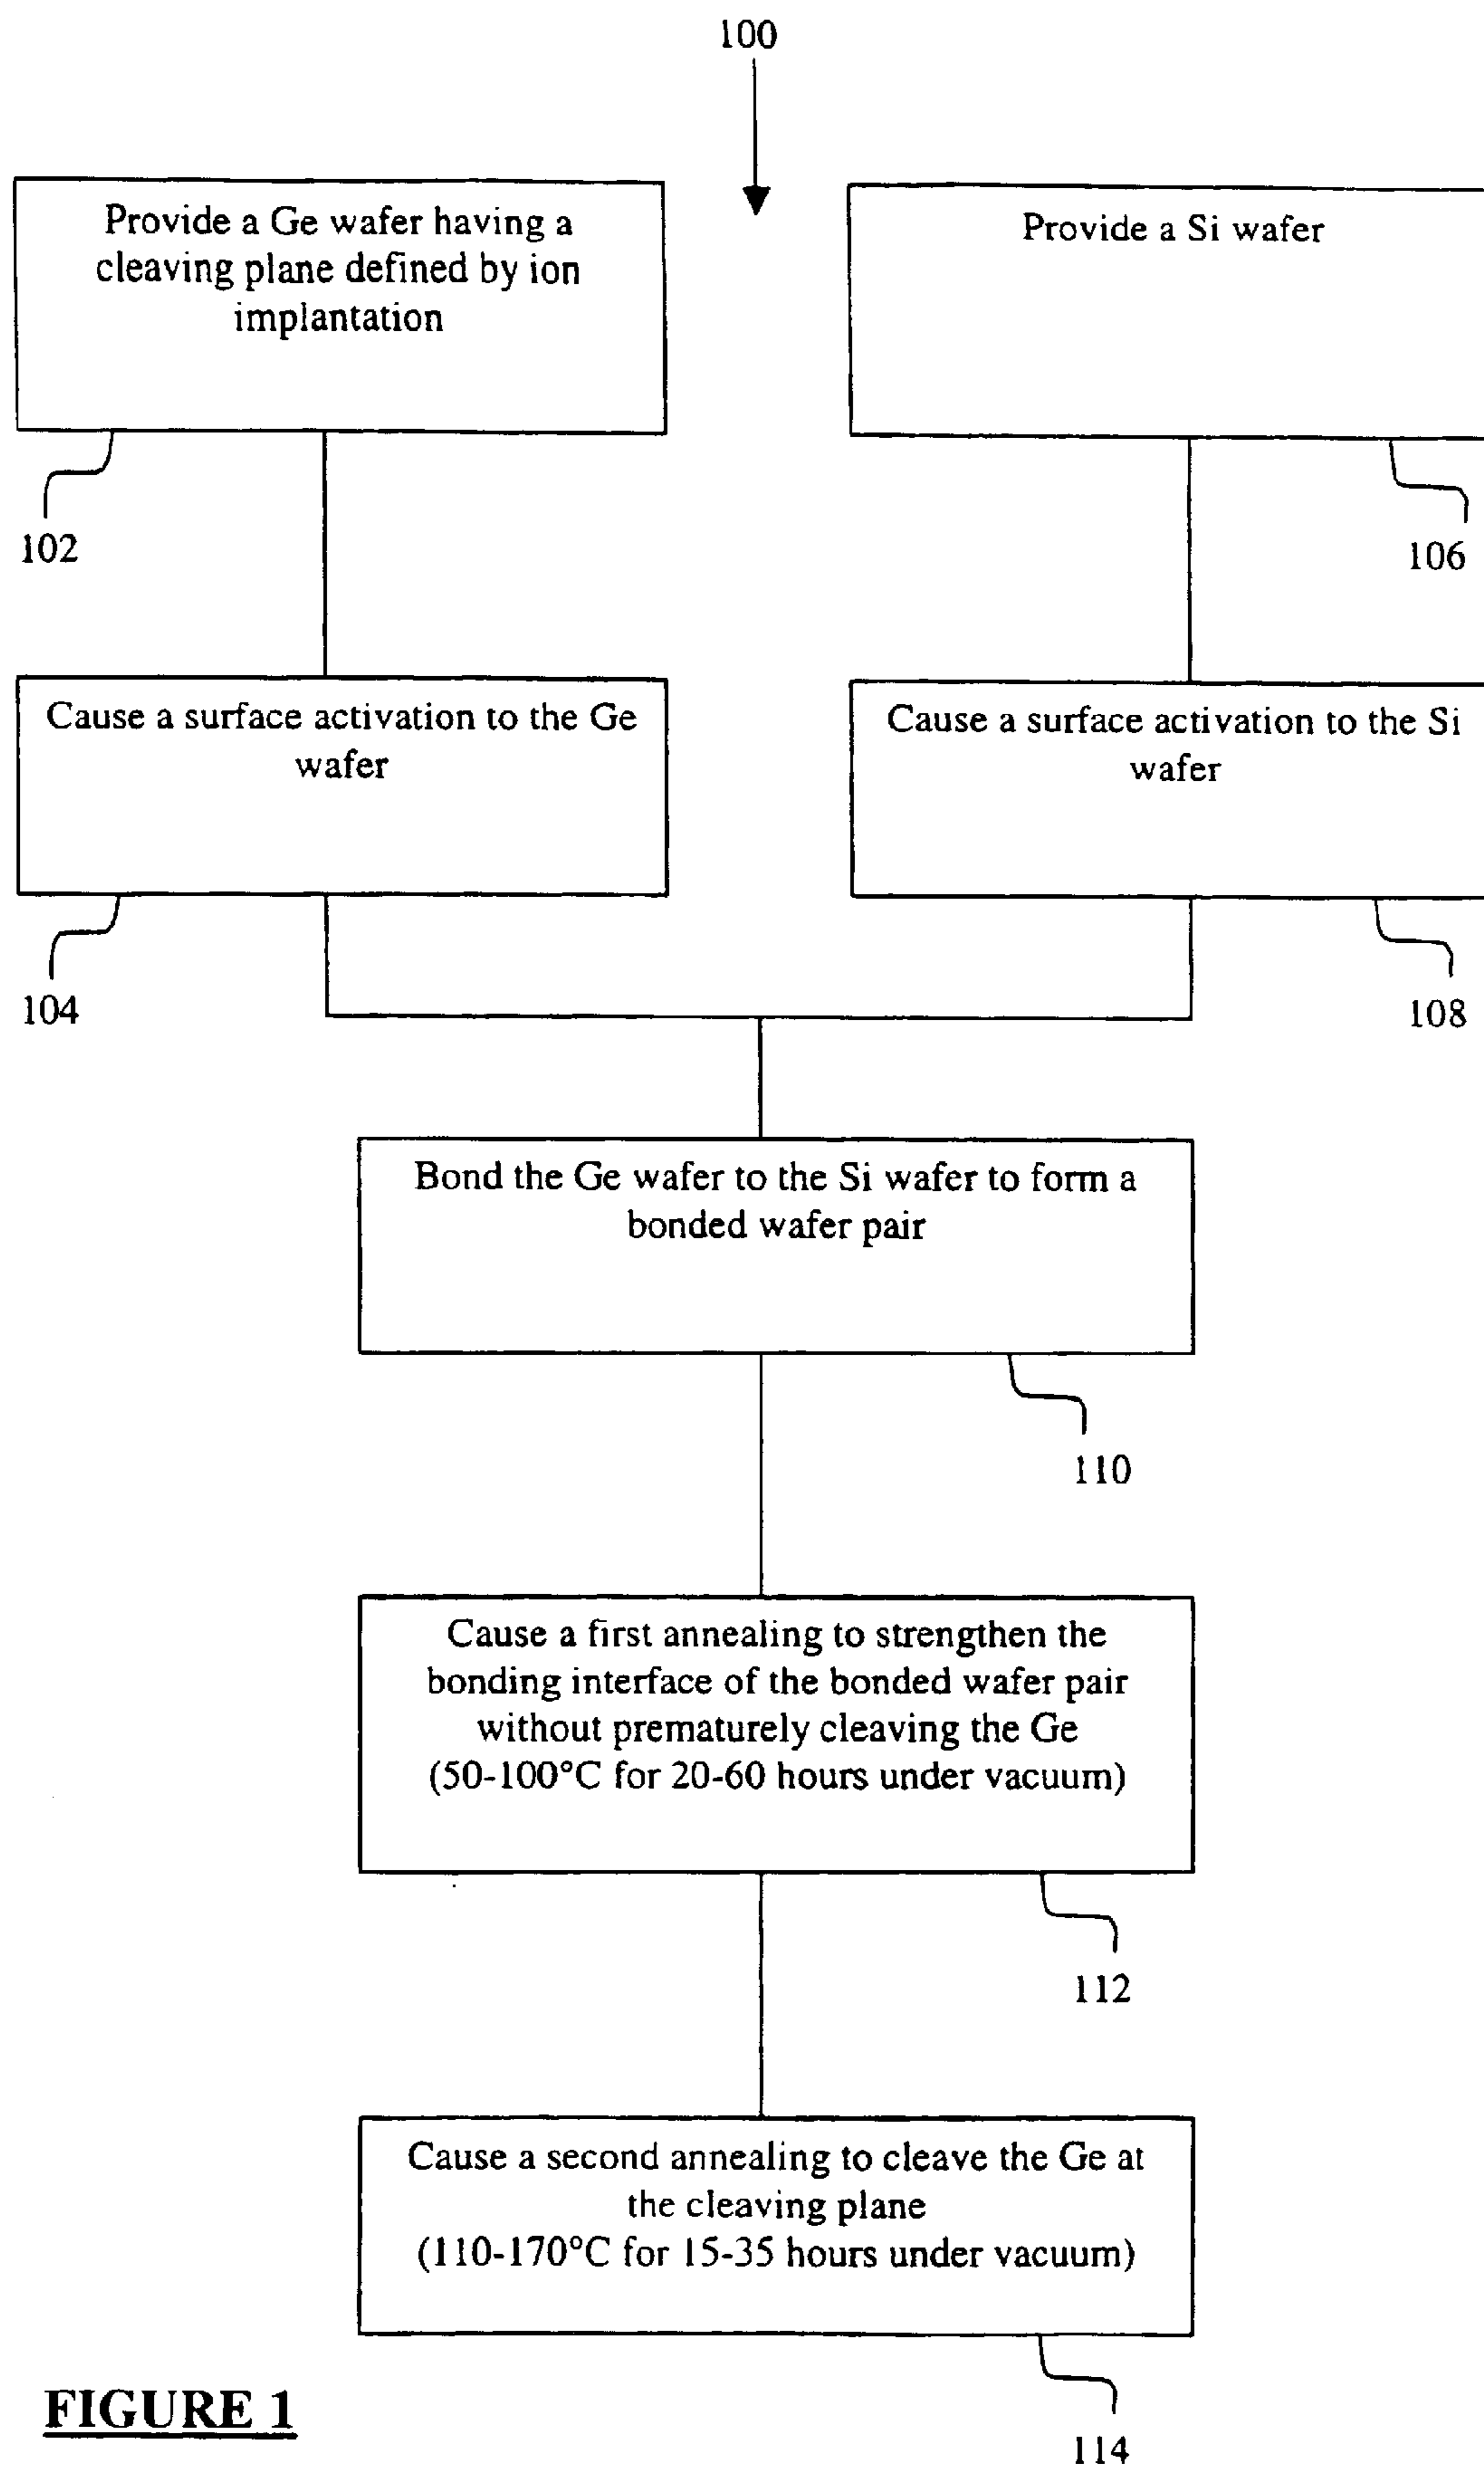 100
Provide a Ge wafer having a
cleaving plane defined by ion
implantation
102
Provide a Si wafer
106
Cause a surface activation to the Ge
wafer
104
Cause a surface activation to the Si
wafer
108
Bond the Ge wafer to the Si wafer to form a
bonded wafer pair
110
Cause a first annealing to strengthen the
bonding interface of the bonded wafer pair
without prematurely cleaving the Ge
(50-100°C for 20-60 hours under vacuum)
112
Cause a second annealing to cleave the Ge at
the cleaving plane
(110-170°C for 15-35 hours under vacuum)
114
FIGURE 1